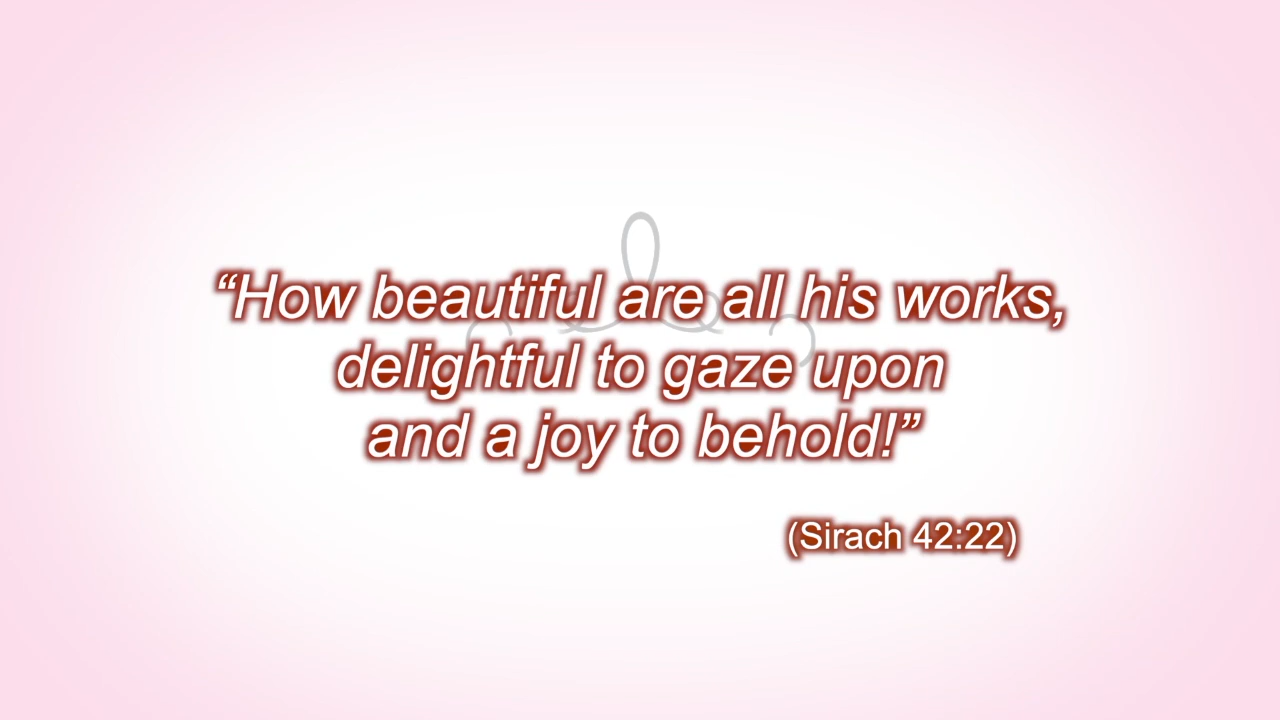 “How beautiful are all his works,
delightful to gaze upon
and a joy to behold!”
(Sirach 42:22)